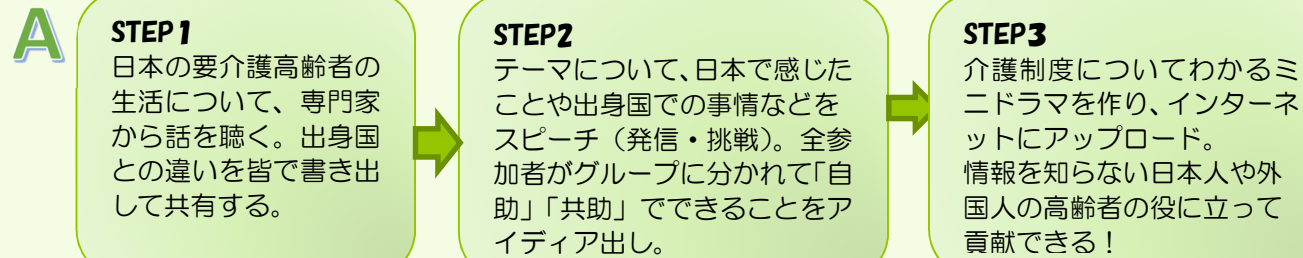 A
STEP1
日本の要介護高齢者の
生活について、専門家
から話を聴く。出身国
との違いを皆で書き出
して共有する。
STEP2
テーマについて、日本で感じた
ことや出身国での事情などを
スピーチ（発信・挑戦）。全参
加者がグループに分かれて「自
助」「共助」でできることをア
イディア出し。
STEP3
介護制度についてわかるミ
ニドラマを作り、インターネ
ットにアップロード。
情報を知らない日本人や外
国人の高齢者の役に立って
貢献できる！